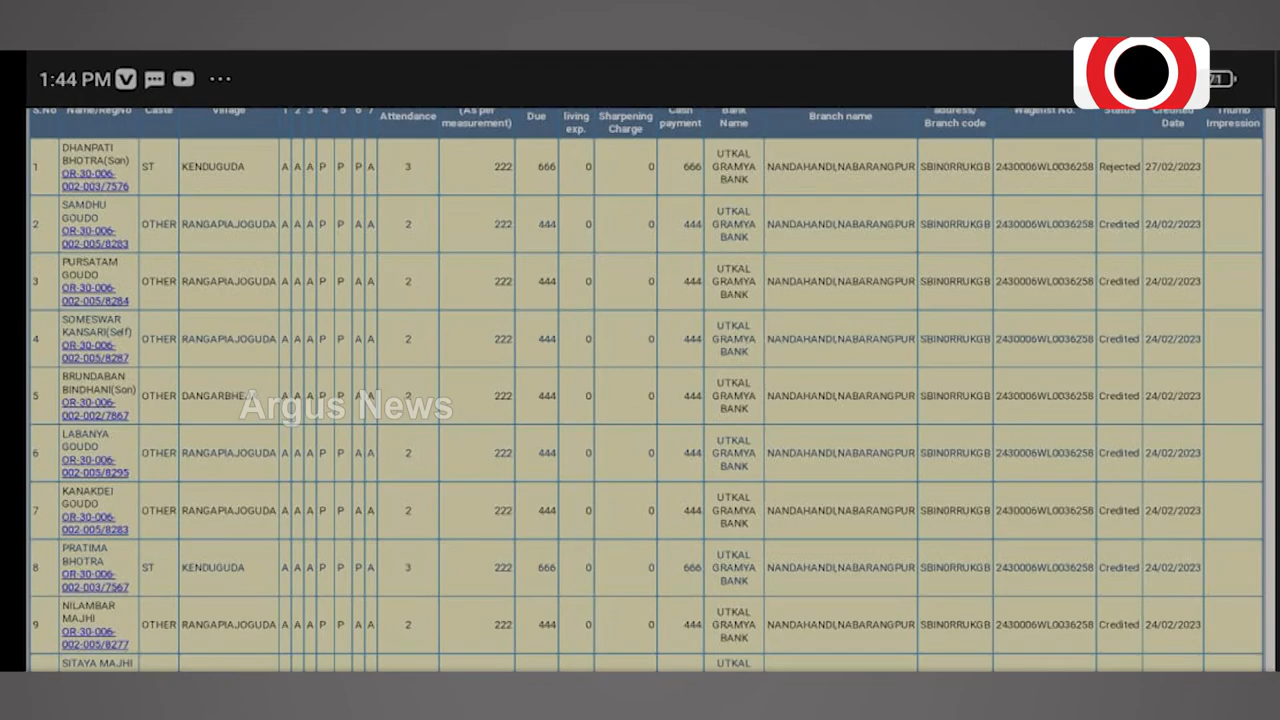 1:44 PM
71
S.No Name/RegNo Caste Village 1 2 3 4 5 6 7 Attendance (As per measurement) Due living exp. Sharpening Charge Cash payment Bank Name Branch name address/ Branch code Wagelist No. Status Credited Date Thumb Impression
1 DHANPATI BHOTRA(Son) OR-30-006-002-003/7576 ST KENDUGUDA A A A P P P A 3 222 666 0 0 666 UTKAL GRAMYA BANK NANDAHANDI,NABARANGPUR SBIN0RRUKGB 2430006WL0036258 Rejected 27/02/2023
2 SAMDHU GOUDO OR-30-006-002-005/8283 OTHER RANGAPIAJOGUDA A A A P P A A 2 222 444 0 0 444 UTKAL GRAMYA BANK NANDAHANDI,NABARANGPUR SBIN0RRUKGB 2430006WL0036258 Credited 24/02/2023
3 PURSATAM GOUDO OR-30-006-002-005/8284 OTHER RANGAPIAJOGUDA A A A P P A A 2 222 444 0 0 444 UTKAL GRAMYA BANK NANDAHANDI,NABARANGPUR SBIN0RRUKGB 2430006WL0036258 Credited 24/02/2023
4 SOMESWAR KANSARI(Self) OR-30-006-002-005/8287 OTHER RANGAPIAJOGUDA A A A P P A A 2 222 444 0 0 444 UTKAL GRAMYA BANK NANDAHANDI,NABARANGPUR SBIN0RRUKGB 2430006WL0036258 Credited 24/02/2023
5 BRUNDABAN BINDHANI(Son) OR-30-006-002-002/7867 OTHER A A A P P A A 2 222 444 0 0 444 UTKAL GRAMYA BANK NANDAHANDI,NABARANGPUR SBIN0RRUKGB 2430006WL0036258 Credited 24/02/2023
Argus News
6 LABANYA GOUDO OR-30-006-002-005/8295 OTHER RANGAPIAJOGUDA A A A P P A A 2 222 444 0 0 444 UTKAL GRAMYA BANK NANDAHANDI,NABARANGPUR SBIN0RRUKGB 2430006WL0036258 Credited 24/02/2023
7 KANAKDEI GOUDO OR-30-006-002-005/8283 OTHER RANGAPIAJOGUDA A A A P P A A 2 222 444 0 0 444 UTKAL GRAMYA BANK NANDAHANDI,NABARANGPUR SBIN0RRUKGB 2430006WL0036258 Credited 24/02/2023
8 PRATIMA BHOTRA OR-30-006-002-003/7567 ST KENDUGUDA A A A P P P A 3 222 666 0 0 666 UTKAL GRAMYA BANK NANDAHANDI,NABARANGPUR SBIN0RRUKGB 2430006WL0036258 Credited 24/02/2023
9 NILAMBAR MAJHI OR-30-006-002-005/8277 OTHER RANGAPIAJOGUDA A A A P P A A 2 222 444 0 0 444 UTKAL GRAMYA BANK NANDAHANDI,NABARANGPUR SBIN0RRUKGB 2430006WL0036258 Credited 24/02/2023
SITAYA MAJHI UTKAL